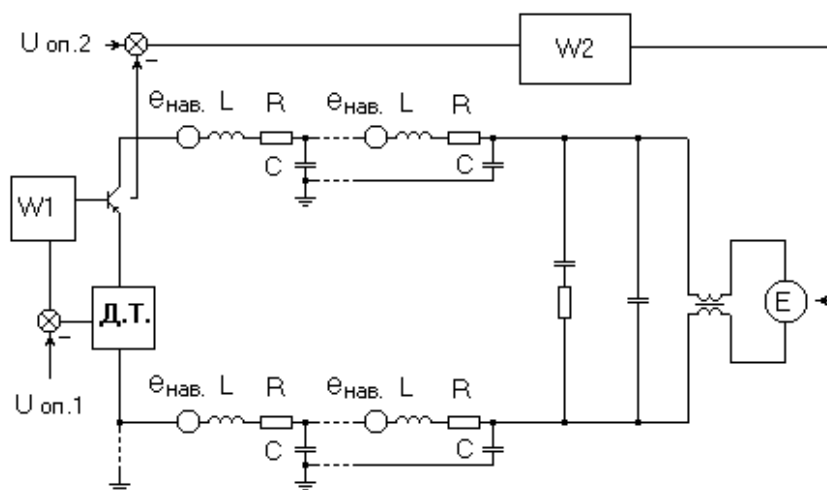 U оп.2
W2
eнав. L R eнав. L R
C C
W1
E
Д.Т.
U оп.1
eнав. L R eнав. L R
C C